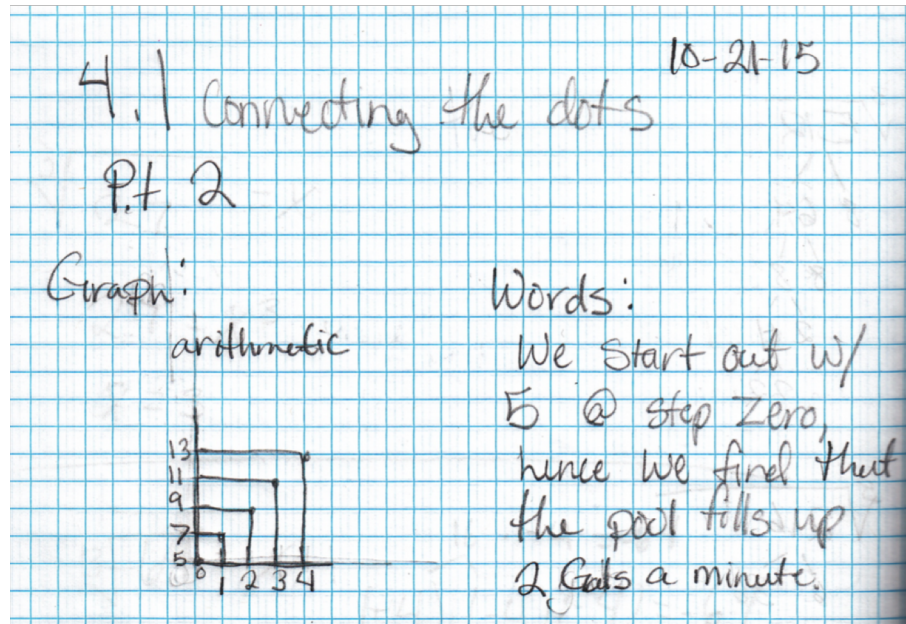 10-21-15
4.1 Connecting the dots
P.t. 2
Graph:
arithmetic
13
11
9
7
5
0 1 2 3 4
Words:
We start out w/
5 @ step zero,
hence we find that
the pool fills up
2 Gals a minute.